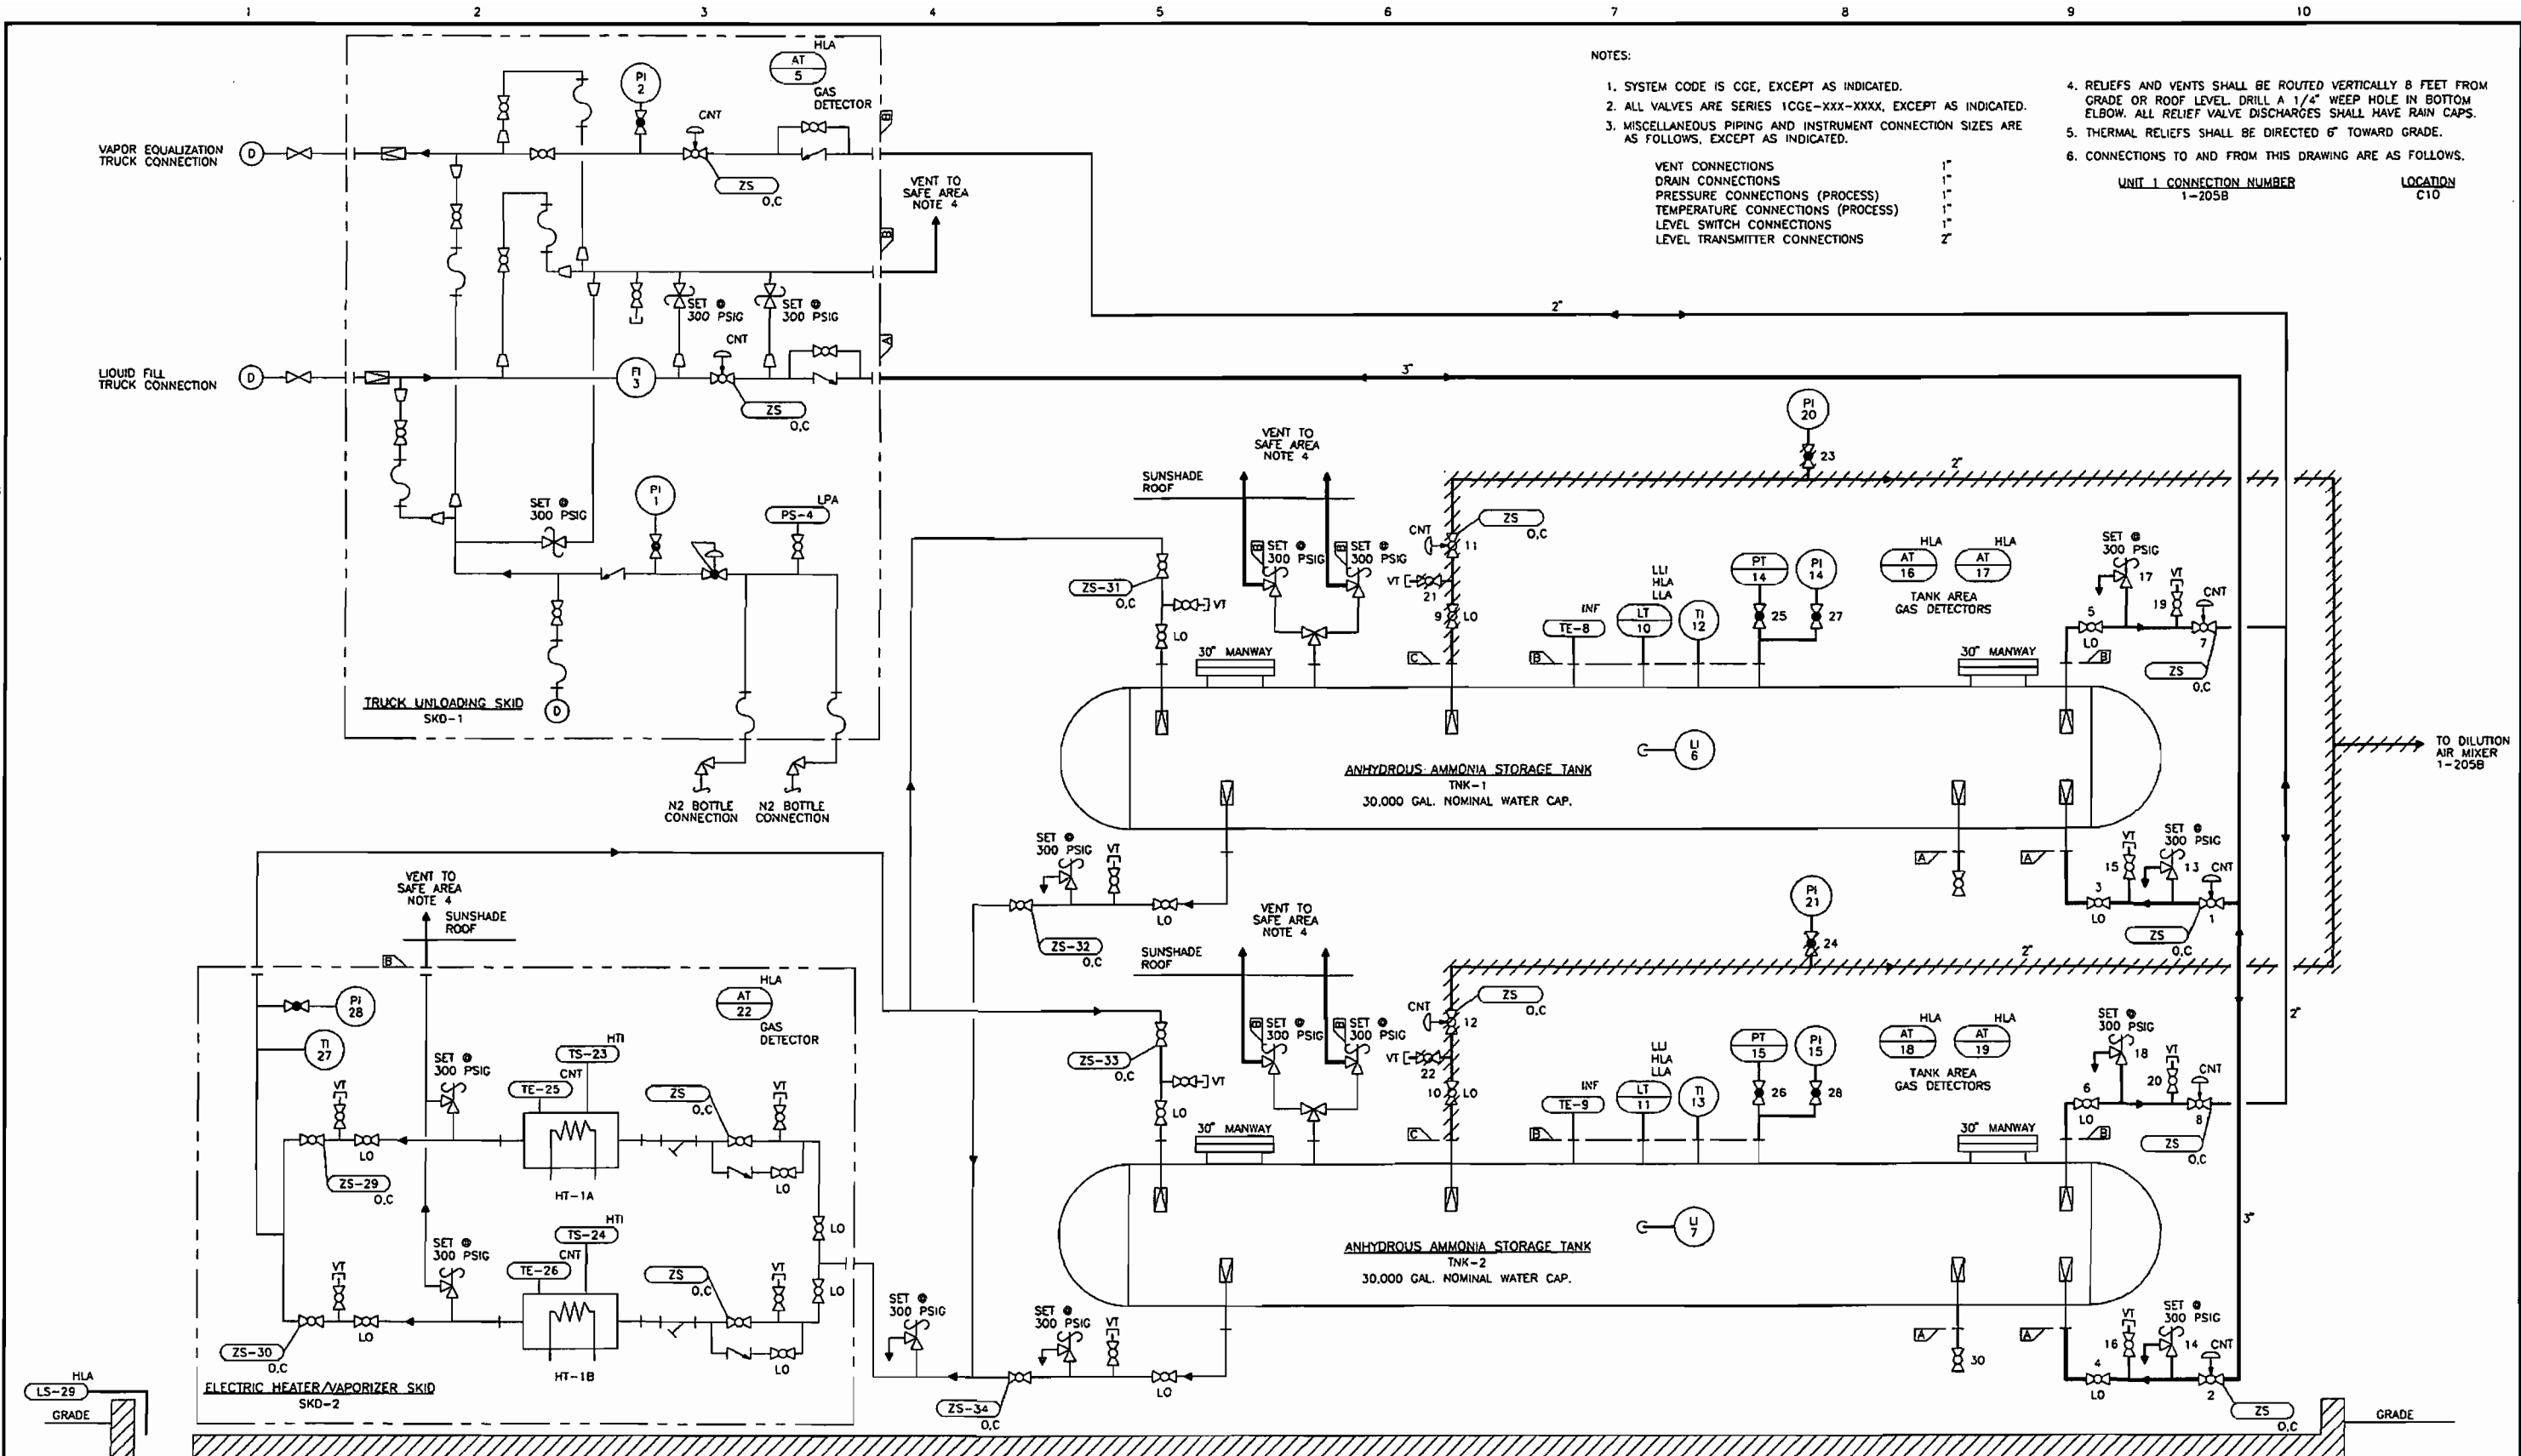 1
2
3
4
5
6
7
8
9
10
NOTES:
1. SYSTEM CODE IS CGE, EXCEPT AS INDICATED.
2. ALL VALVES ARE SERIES 1CGE-XXX-XXXX, EXCEPT AS INDICATED.
3. MISCELLANEOUS PIPING AND INSTRUMENT CONNECTION SIZES ARE
AS FOLLOWS, EXCEPT AS INDICATED.
VENT CONNECTIONS 1"
DRAIN CONNECTIONS 1"
PRESSURE CONNECTIONS (PROCESS) 1"
TEMPERATURE CONNECTIONS (PROCESS) 1"
LEVEL SWITCH CONNECTIONS 1"
LEVEL TRANSMITTER CONNECTIONS 2"
4. RELIEFS AND VENTS SHALL BE ROUTED VERTICALLY 8 FEET FROM
GRADE OR ROOF LEVEL. DRILL A 1/4" WEEP HOLE IN BOTTOM
ELBOW. ALL RELIEF VALVE DISCHARGES SHALL HAVE RAIN CAPS.
5. THERMAL RELIEFS SHALL BE DIRECTED 6" TOWARD GRADE.
6. CONNECTIONS TO AND FROM THIS DRAWING ARE AS FOLLOWS.
UNIT 1 CONNECTION NUMBER LOCATION
1-205B C10
HLA
AT
5
GAS
DETECTOR
PI
2
CNT
B
VAPOR EQUALIZATION
TRUCK CONNECTION
D
ZS
O,C
VENT TO
SAFE AREA
NOTE 4
B
SET @
300 PSIG
SET @
300 PSIG
CNT
A
LIQUID FILL
TRUCK CONNECTION
D
FI
3
ZS
O,C
2"
3"
SET @
300 PSIG
PI
1
LPA
PS-4
TRUCK UNLOADING SKID
SKD-1
D
N2 BOTTLE
CONNECTION
N2 BOTTLE
CONNECTION
PI
20
23
2"
VENT TO
SAFE AREA
NOTE 4
SUNSHADE
ROOF
CNT
ZS
O,C
11
B
SET @
300 PSIG
B
SET @
300 PSIG
VT
21
9
LO
ZS-31
O,C
VT
LO
30" MANWAY
C
B
INF
TE-8
LLI
HLA
LLA
LT
10
TI
12
PT
14
PI
14
25
27
HLA
AT
16
HLA
AT
17
TANK AREA
GAS DETECTORS
30" MANWAY
SET @
300 PSIG
17
VT
19
CNT
5
LO
7
B
ZS
O,C
LI
6
ANHYDROUS AMMONIA STORAGE TANK
TNK-1
30,000 GAL. NOMINAL WATER CAP.
TO DILUTION
AIR MIXER
1-205B
SET @
300 PSIG
VT
LO
ZS-32
O,C
A
A
VT
15
SET @
300 PSIG
13
CNT
3
LO
1
ZS
O,C
PI
21
24
2"
VENT TO
SAFE AREA
NOTE 4
SUNSHADE
ROOF
CNT
ZS
O,C
12
B
SET @
300 PSIG
B
SET @
300 PSIG
VT
22
10
LO
ZS-33
O,C
VT
LO
30" MANWAY
C
B
INF
TE-9
LLI
HLA
LLA
LT
11
TI
13
PT
15
PI
15
26
28
HLA
AT
18
HLA
AT
19
TANK AREA
GAS DETECTORS
30" MANWAY
SET @
300 PSIG
18
VT
20
CNT
6
LO
8
B
ZS
O,C
2"
3"
LI
7
ANHYDROUS AMMONIA STORAGE TANK
TNK-2
30,000 GAL. NOMINAL WATER CAP.
SET @
300 PSIG
SET @
300 PSIG
VT
LO
ZS-34
O,C
A
30
A
VT
16
SET @
300 PSIG
14
CNT
4
LO
2
ZS
O,C
VENT TO
SAFE AREA
NOTE 4
SUNSHADE
ROOF
B
PI
28
TI
27
HLA
AT
22
GAS
DETECTOR
SET @
300 PSIG
HTI
TS-23
CNT
TE-25
ZS
O,C
VT
VT
LO
ZS-29
O,C
HT-1A
LO
LO
SET @
300 PSIG
HTI
TS-24
CNT
TE-26
ZS
O,C
VT
LO
VT
LO
ZS-30
O,C
HT-1B
LO
ELECTRIC HEATER/VAPORIZER SKID
SKD-2
HLA
LS-29
GRADE
GRADE